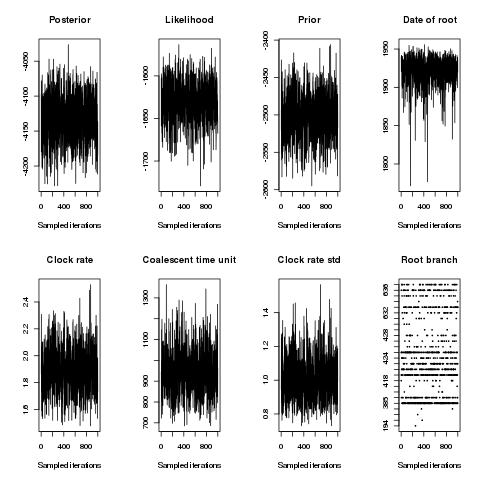 Posterior Likelihood Prior Date of root
-4000 -4100 -4150 -4200
-1600 -1650 -1700
-2400 -2450 -2500 -2550 -2600
1950 1900 1850 1800
0 400 800 0 400 800 0 400 800 0 400 800
Sampled iterations Sampled iterations Sampled iterations Sampled iterations
Clock rate Coalescent time unit Clock rate std Root branch
2.4 2.2 2.0 1.8 1.6
1300 1100 1000 900 800 700
1.4 1.2 1.0 0.8
636 632 428 434 418 385 194
0 400 800 0 400 800 0 400 800 0 400 800
Sampled iterations Sampled iterations Sampled iterations Sampled iterations